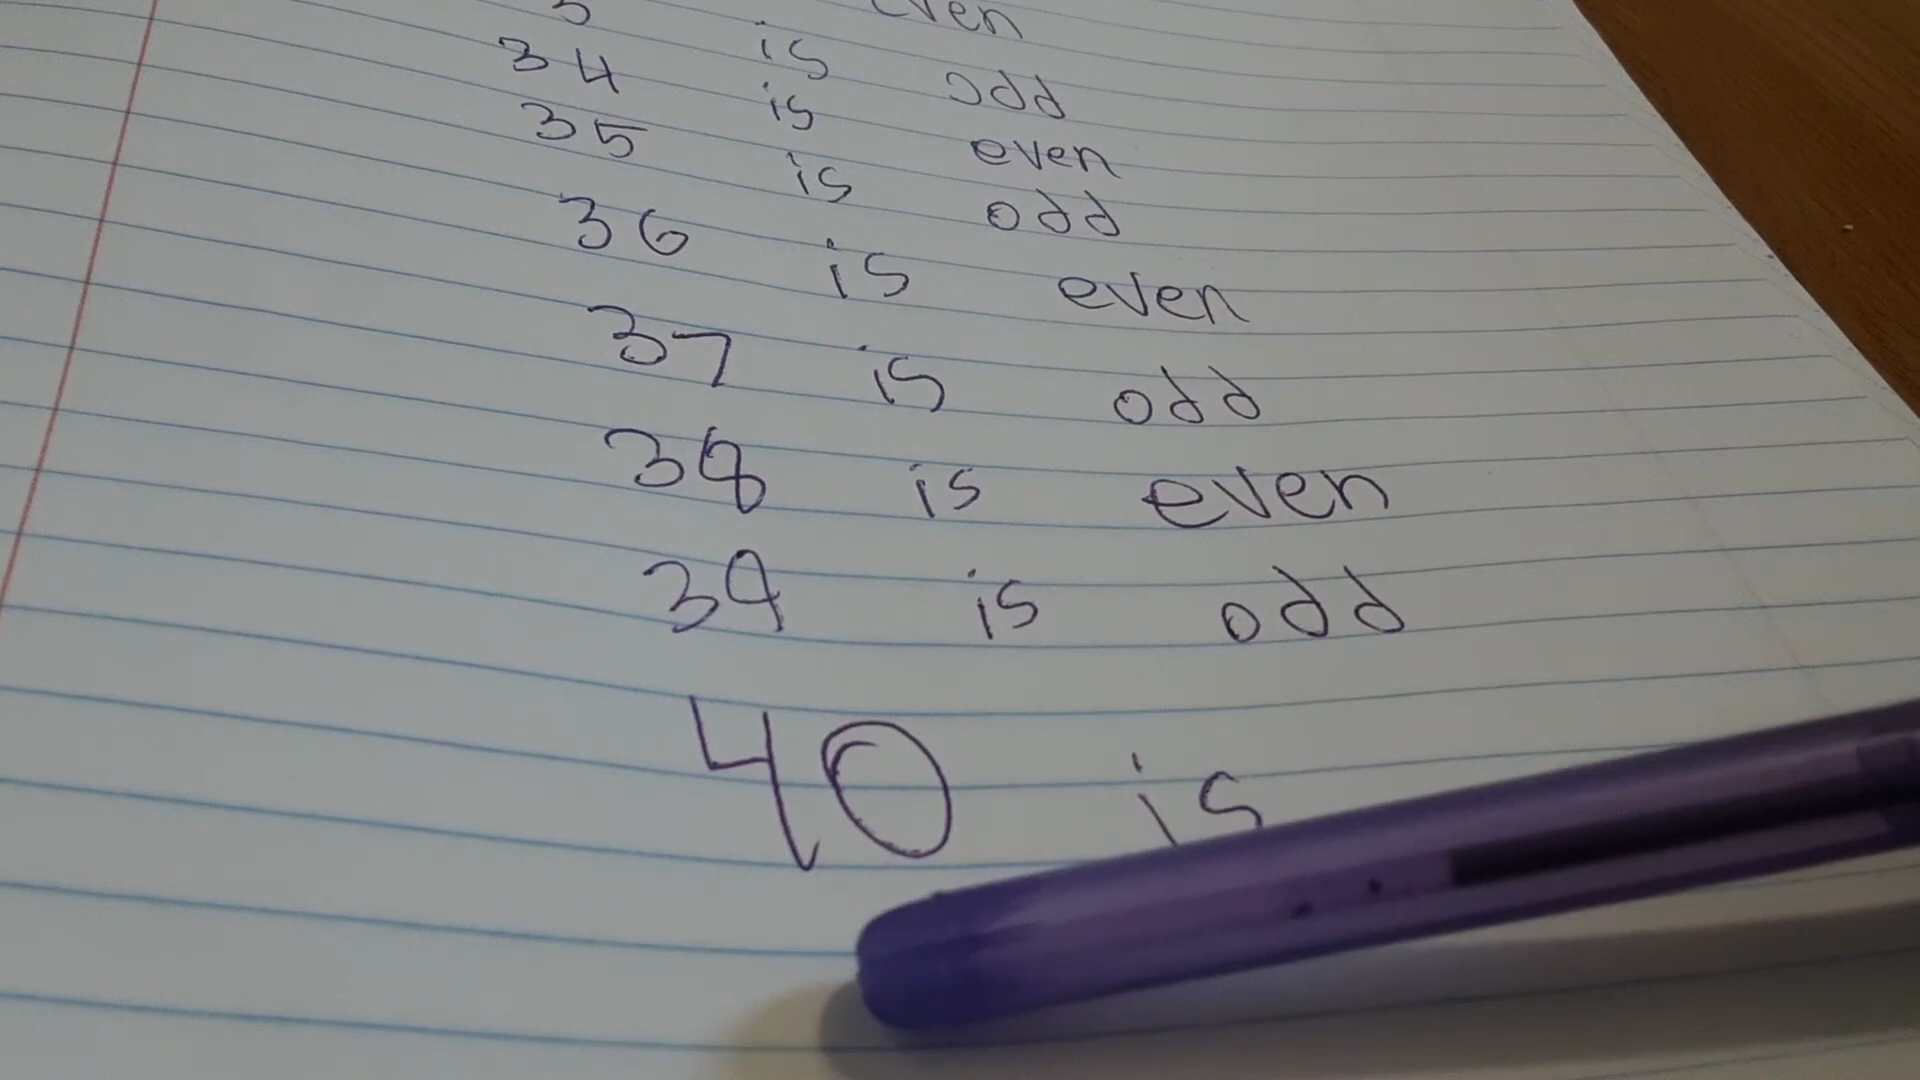 even
is odd
34 is even
35 is odd
36 is even
37 is odd
38 is even
39 is odd
40 is